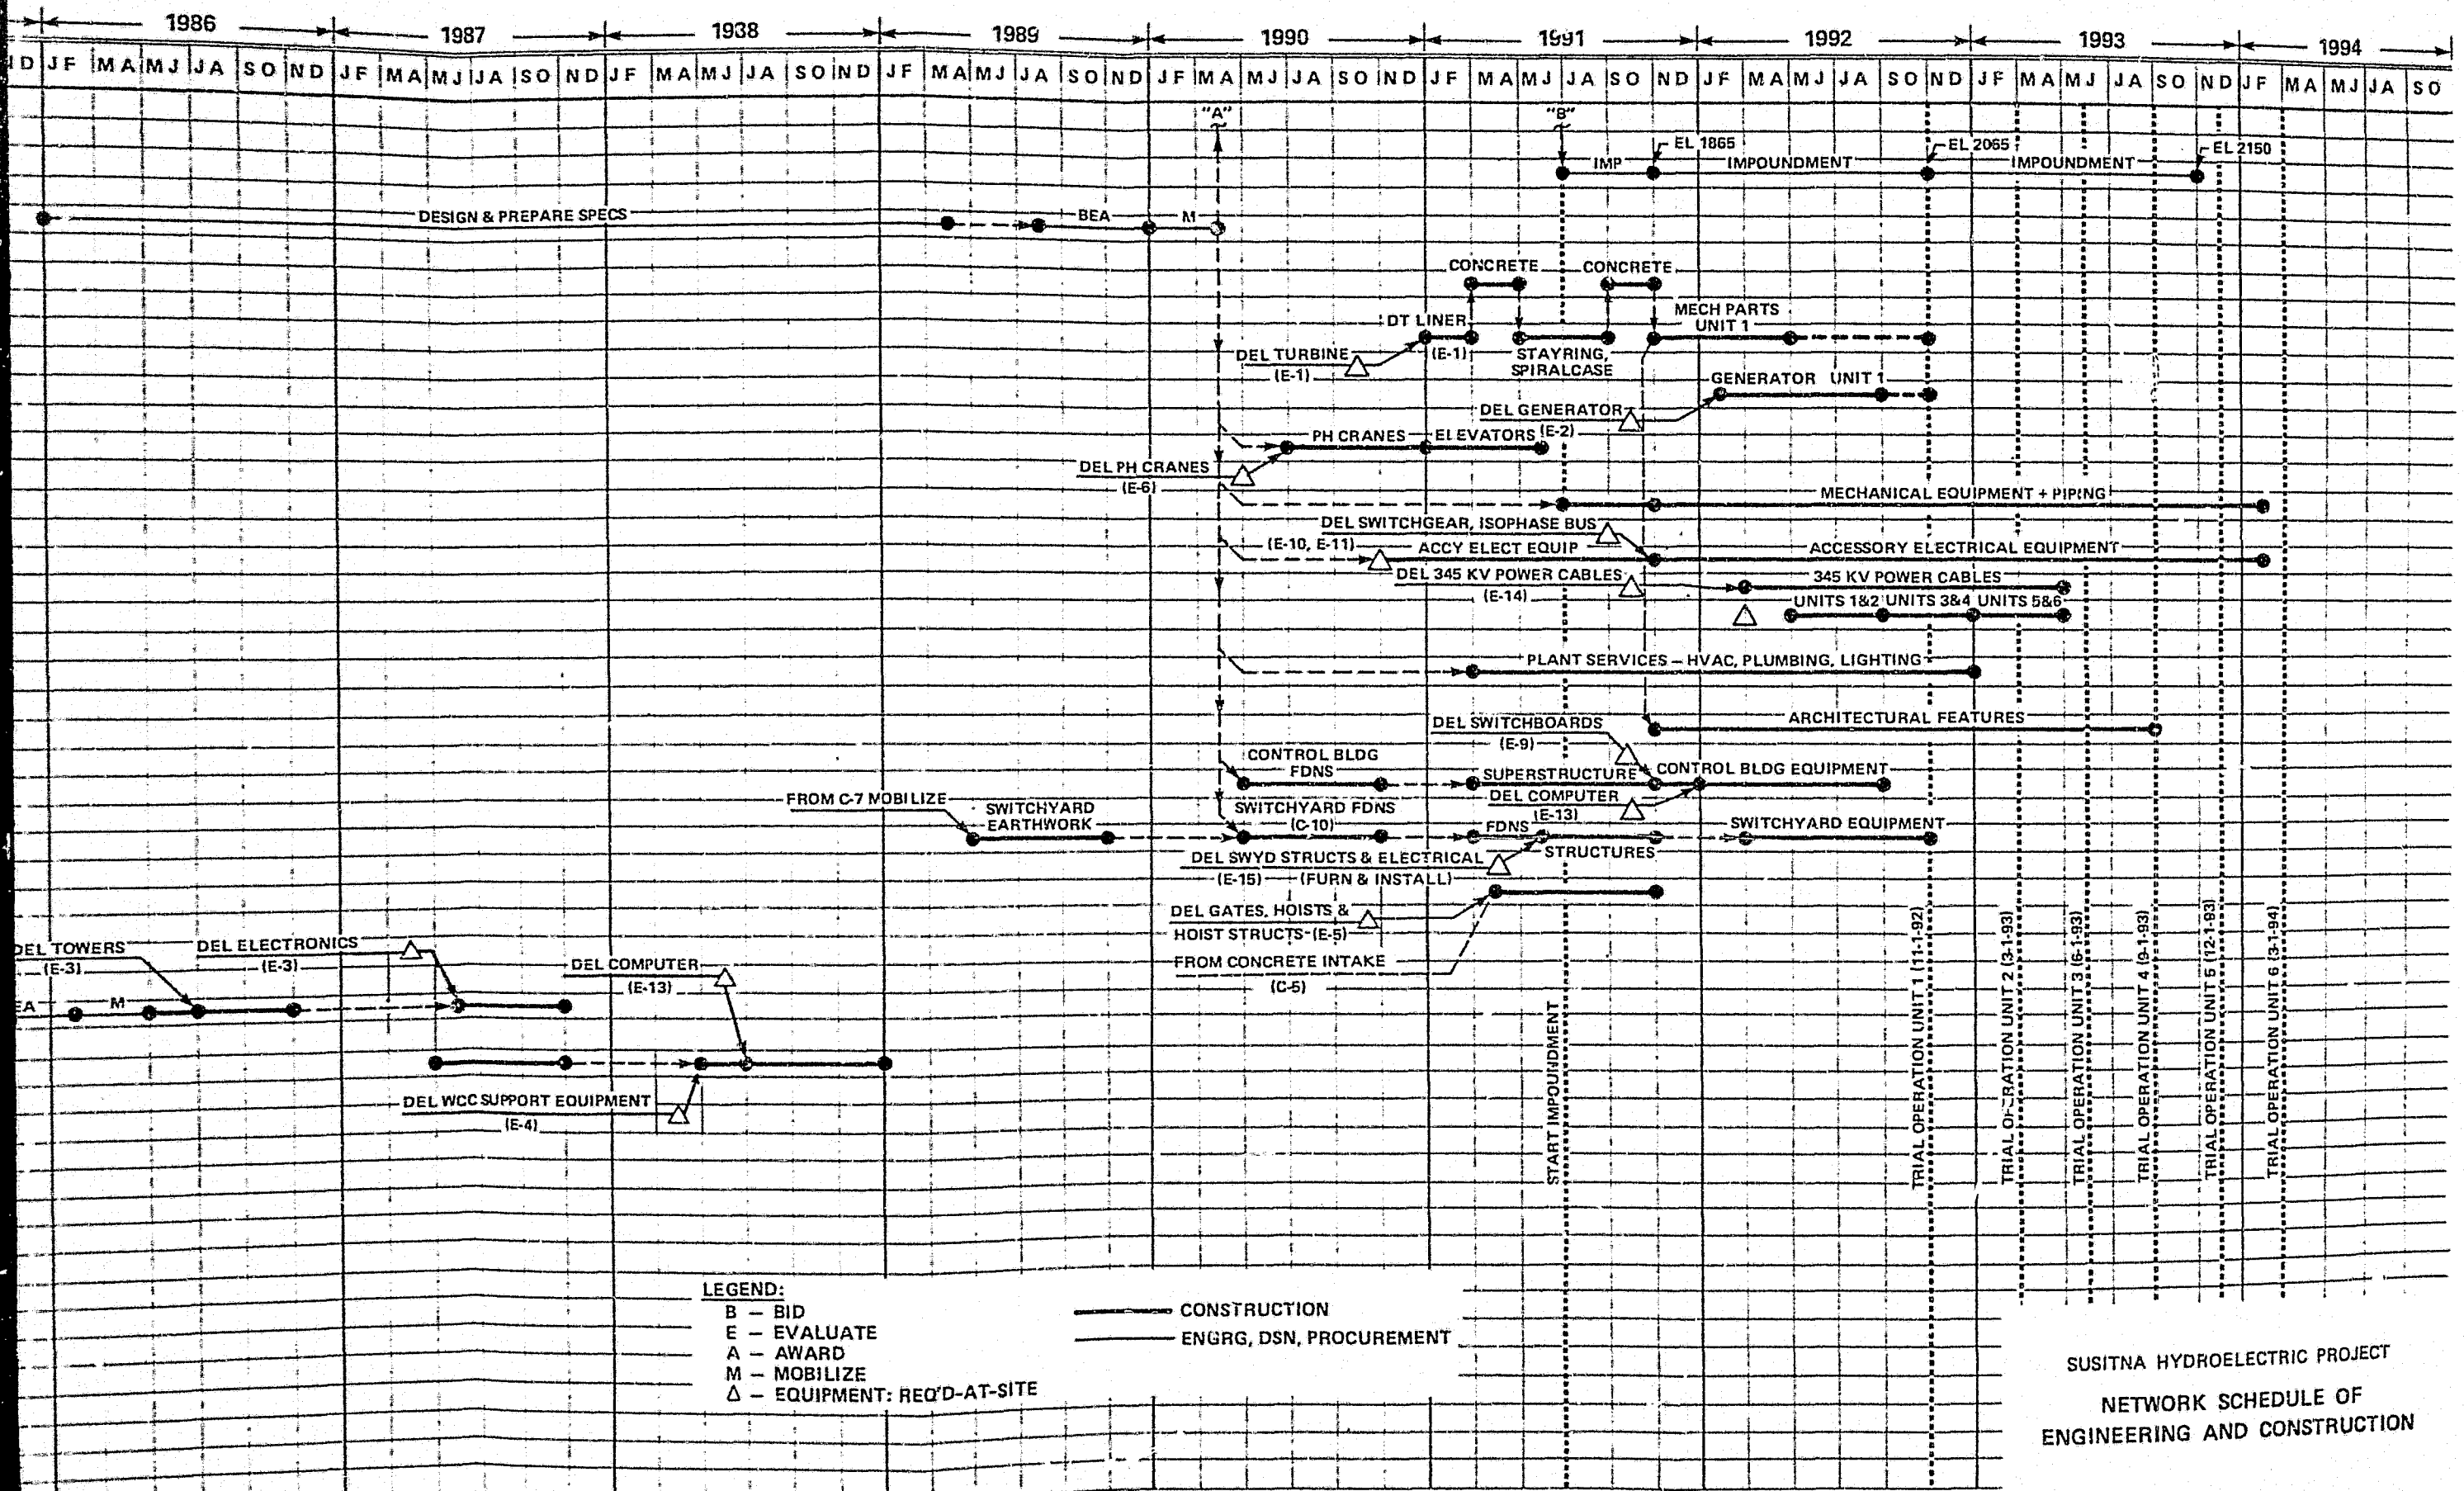 1986 1987 1938 1989 1990 1991 1992 1993 1994
D J F M A M J J A S O N D J F M A M J J A S O N D J F M A M J J A S O N D J F M A M J J A S O N D J F M A M J J A S O N D J F M A M J J A S O N D J F M A M J J A S O N D J F M A M J J A S O N D J F M A M J J A S O
"A" "B"
EL 1865 EL 2065 EL 2150
IMP IMPOUNDMENT IMPOUNDMENT
DESIGN & PREPARE SPECS BEA M
CONCRETE CONCRETE
DT LINER MECH PARTS
UNIT 1
DEL TURBINE (E-1) STAYRING,
(E-1) SPIRALCASE
GENERATOR UNIT 1
DEL GENERATOR
PH CRANES ELEVATORS (E-2)
DEL PH CRANES
(E-6)
MECHANICAL EQUIPMENT + PIPING
DEL SWITCHGEAR, ISOPHASE BUS
(E-10, E-11) ACCY ELECT EQUIP ACCESSORY ELECTRICAL EQUIPMENT
DEL 345 KV POWER CABLES 345 KV POWER CABLES
(E-14)
UNITS 1&2 UNITS 3&4 UNITS 5&6
PLANT SERVICES – HVAC, PLUMBING, LIGHTING
DEL SWITCHBOARDS ARCHITECTURAL FEATURES
(E-9)
CONTROL BLDG
FDNS SUPERSTRUCTURE CONTROL BLDG EQUIPMENT
DEL COMPUTER
(E-13)
FROM C-7 MOBILIZE SWITCHYARD SWITCHYARD FDNS
EARTHWORK (C-10) FDNS SWITCHYARD EQUIPMENT
DEL SWYD STRUCTS & ELECTRICAL STRUCTURES
(E-15) (FURN & INSTALL)
DEL GATES, HOISTS &
HOIST STRUCTS (E-5)
FROM CONCRETE INTAKE
(C-5)
DEL TOWERS DEL ELECTRONICS
(E-3) (E-3)
DEL COMPUTER
(E-13)
EA M
DEL WCC SUPPORT EQUIPMENT
(E-4)
START IMPOUNDMENT
TRIAL OPERATION UNIT 1 (11-1-92)
TRIAL OPERATION UNIT 2 (3-1-93)
TRIAL OPERATION UNIT 3 (6-1-93)
TRIAL OPERATION UNIT 4 (9-1-93)
TRIAL OPERATION UNIT 5 (12-1-93)
TRIAL OPERATION UNIT 6 (3-1-94)
LEGEND:
B – BID
E – EVALUATE
A – AWARD
M – MOBILIZE
△ – EQUIPMENT: REQ'D-AT-SITE
CONSTRUCTION
ENGRG, DSN, PROCUREMENT
SUSITNA HYDROELECTRIC PROJECT
NETWORK SCHEDULE OF
ENGINEERING AND CONSTRUCTION